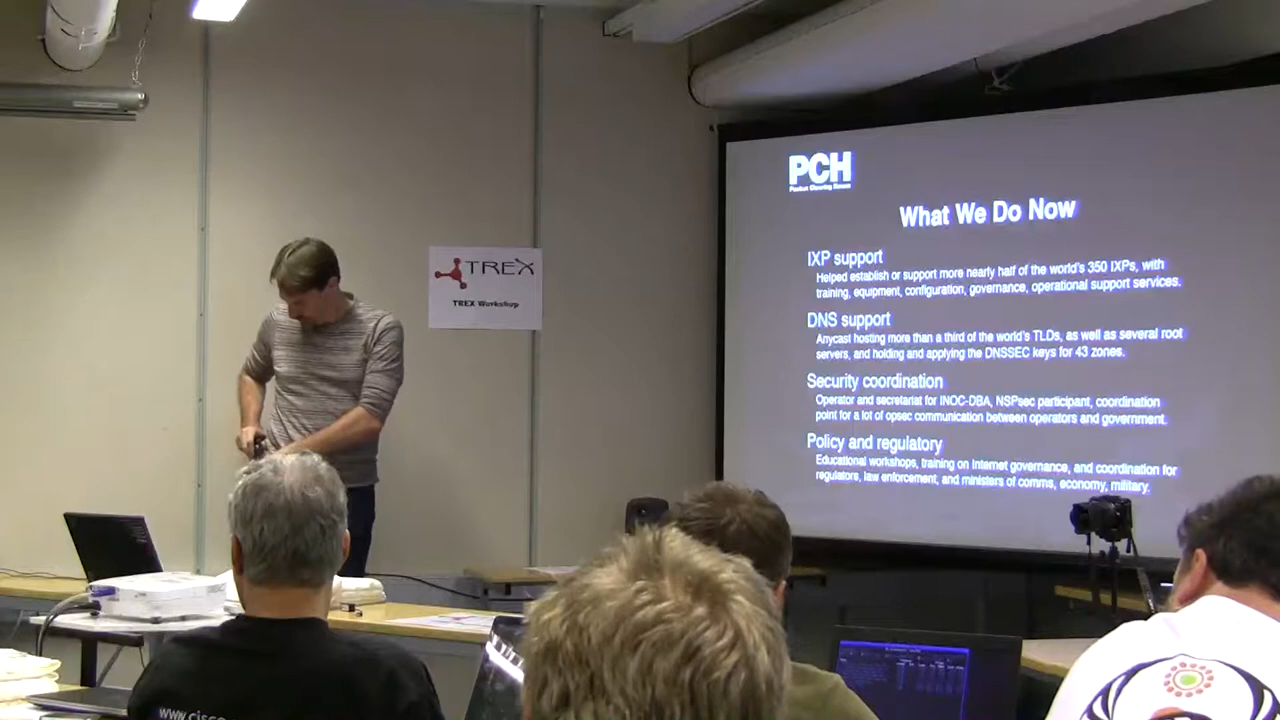 TREX
TREX Workshop
PCH
Packet Clearing House
What We Do Now
IXP support
Helped establish or support more nearly half of the world's 350 IXPs, with
training, equipment, configuration, governance, operational support services.
DNS support
Anycast hosting more than a third of the world's TLDs, as well as several root
servers, and holding and applying the DNSSEC keys for 43 zones.
Security coordination
Operator and secretariat for INOC-DBA, NSPsec participant, coordination
point for a lot of opsec communication between operators and government.
Policy and regulatory
Educational workshops, training on Internet governance, and coordination for
regulators, law enforcement, and ministers of comms, economy, military.
www.cisco